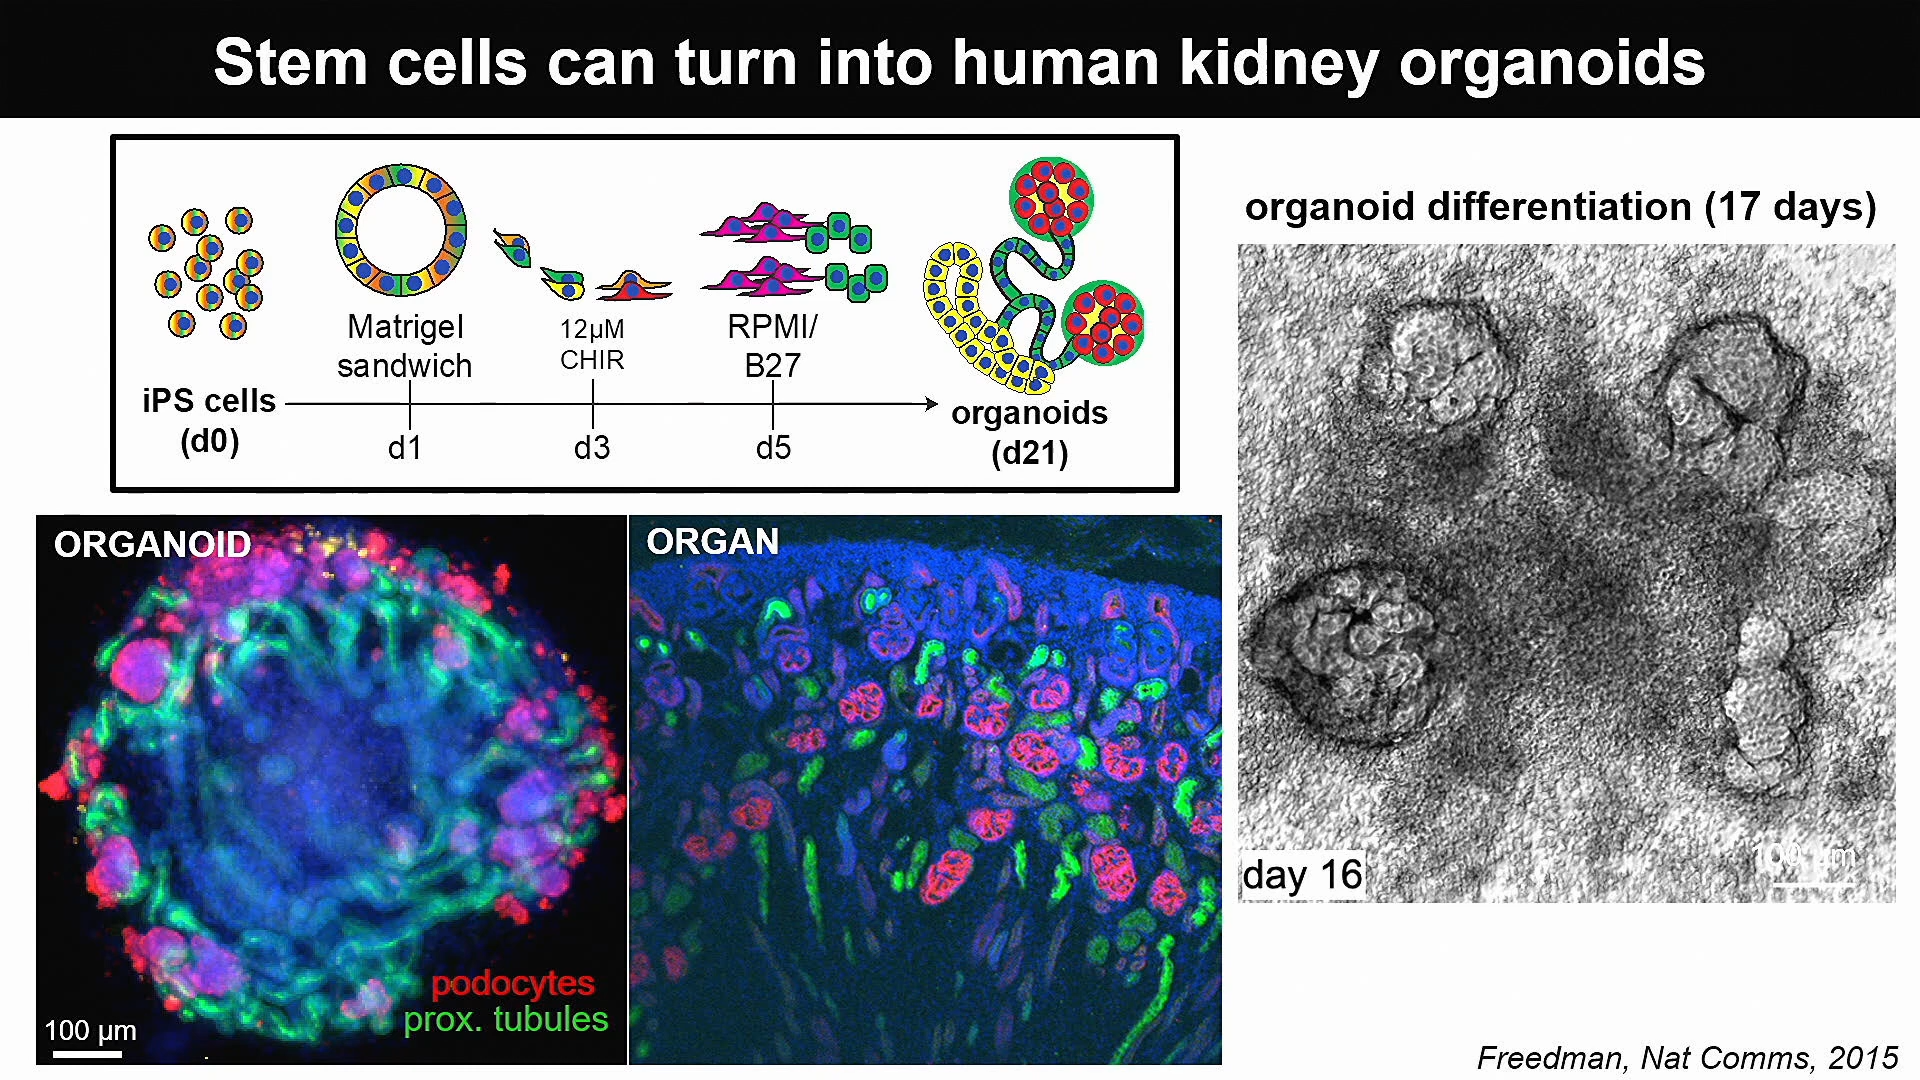 Stem cells can turn into human kidney organoids
Matrigel
sandwich
12µM
CHIR
RPMI/
B27
iPS cells
(d0)
d1
d3
d5
organoids
(d21)
organoid differentiation (17 days)
day 16
100 µm
ORGANOID
podocytes
prox. tubules
100 µm
ORGAN
Freedman, Nat Comms, 2015